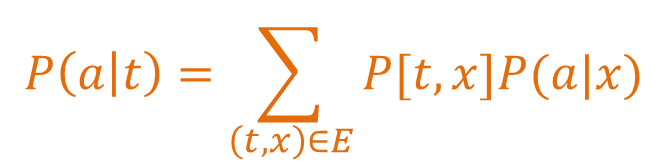 P(a|t) = ∑ P[t,x]P(a|x)
(t,x)∈E